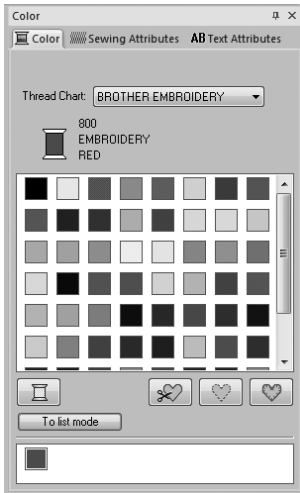 Color
Color Sewing Attributes AB Text Attributes
Thread Chart: BROTHER EMBROIDERY
800
EMBROIDERY
RED
To list mode